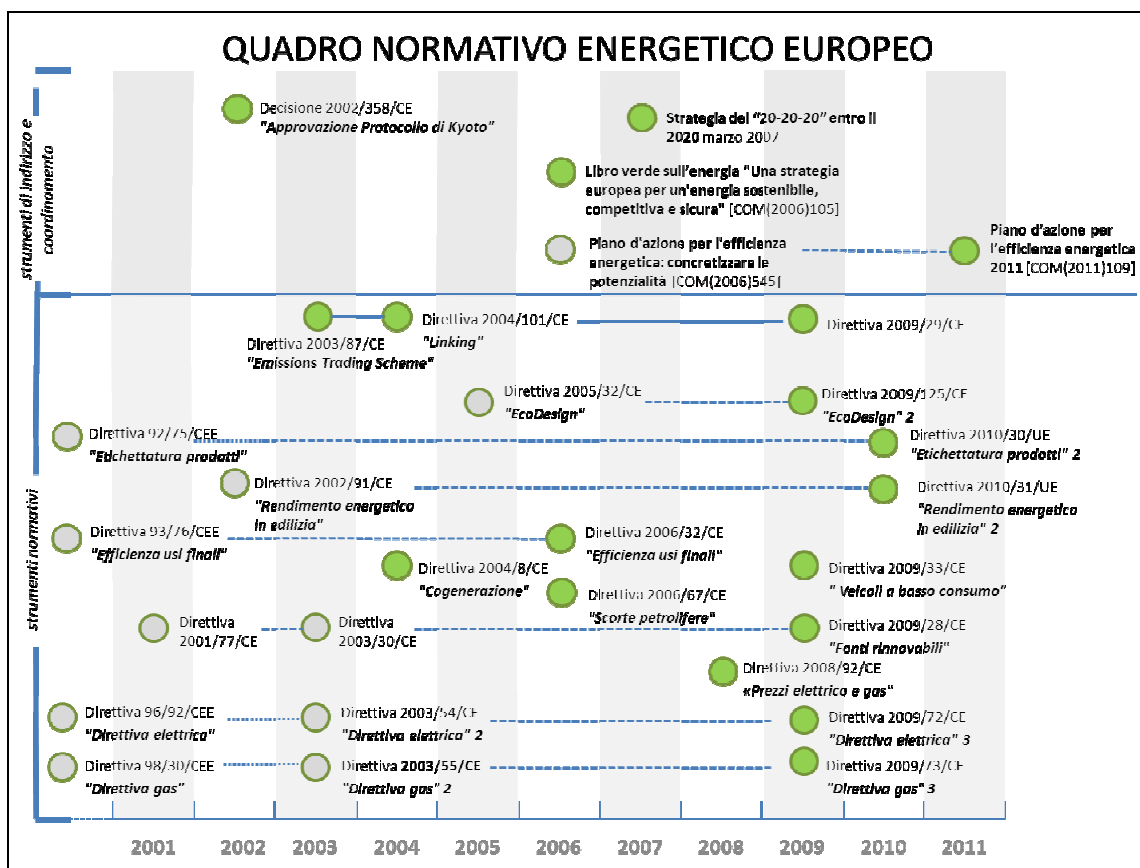 QUADRO NORMATIVO ENERGETICO EUROPEO
strumenti di indirizzo e
coordinomento
Decisione 2002/358/CE
"Approvazione Protocollo di Kyoto"
Strategia del "20-20-20" entro il
2020 marzo 2007
Libro verde sull'energia "Una strategia
europea per un'energia sostenibile,
competitiva e sicura" [COM(2006)105]
Piano d'azione per l'efficienza
energetica: concretizzare le
potenzialità [COM(2006)545]
Piano d'azione per
l'efficienza energetica
2011 [COM(2011)109]
strumenti normativi
Direttiva 2003/87/CE
"Emissions Trading Scheme"
Direttiva 2004/101/CE
"Linking"
Direttiva 2009/29/CE
Direttiva 2005/32/CE
"EcoDesign"
Direttiva 2009/125/CE
"EcoDesign" 2
Direttiva 92/75/CEE
"Etichettatura prodotti"
Direttiva 2010/30/UE
"Etichettatura prodotti" 2
Direttiva 2002/91/CE
"Rendimento energetico
in edilizia"
Direttiva 2010/31/UE
"Rendimento energetico
in edilizia" 2
Direttiva 93/76/CEE
"Efficienza usi finali"
Direttiva 2006/32/CE
"Efficienza usi finali"
Direttiva 2004/8/CE
"Cogenerazione"
Direttiva 2009/33/CE
" Veicoli a basso consumo"
Direttiva 2006/67/CE
"Scorte petrolifere"
Direttiva
2001/77/CE
Direttiva
2003/30/CE
Direttiva 2009/28/CE
"Fonti rinnovabili"
Direttiva 2008/92/CE
«Prezzi elettrico e gas"
Direttiva 96/92/CEE
"Direttiva elettrica"
Direttiva 2003/54/CE
"Direttiva elettrica" 2
Direttiva 2009/72/CE
"Direttiva elettrica" 3
Direttiva 98/30/CEE
"Direttiva gas"
Direttiva 2003/55/CE
"Direttiva gas" 2
Direttiva 2009/73/CE
"Direttiva gas" 3
2001 2002 2003 2004 2005 2006 2007 2008 2009 2010 2011